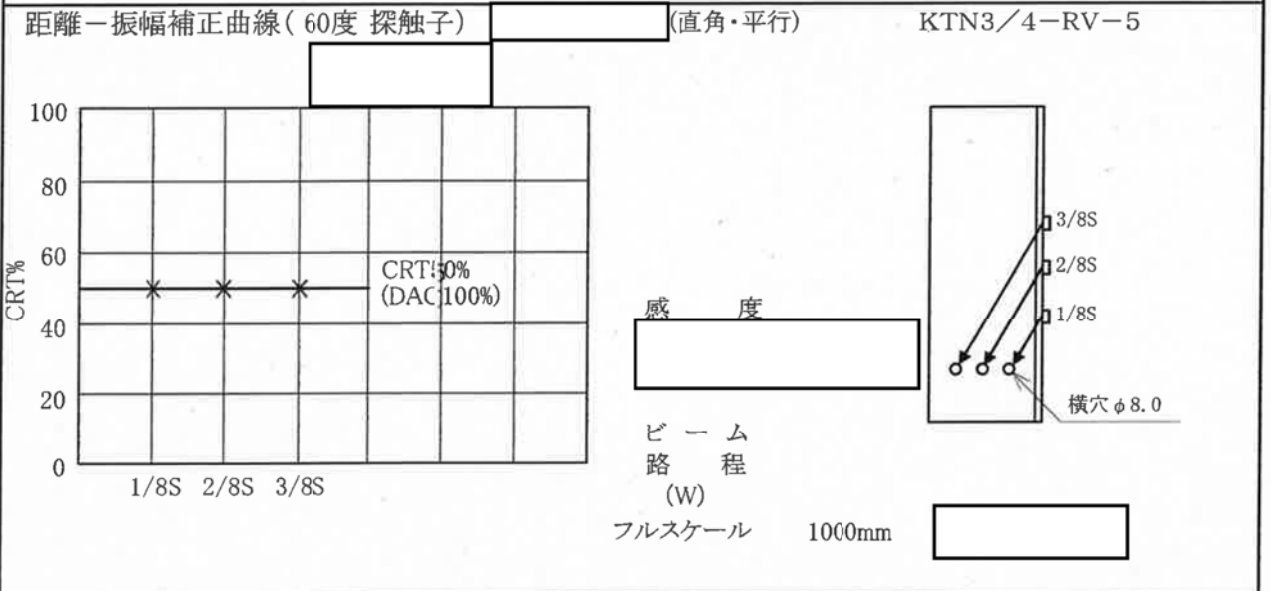 距離－振幅補正曲線( 60度 探触子)
(直角・平行)
KTN3／4－RV－5
100
80
60
40
20
0
CRT%
CRT50%
(DAC100%)
1/8S 2/8S 3/8S
感 度
ビ ー ム
路 程
(W)
フルスケール 1000mm
3/8S
2/8S
1/8S
横穴φ8.0